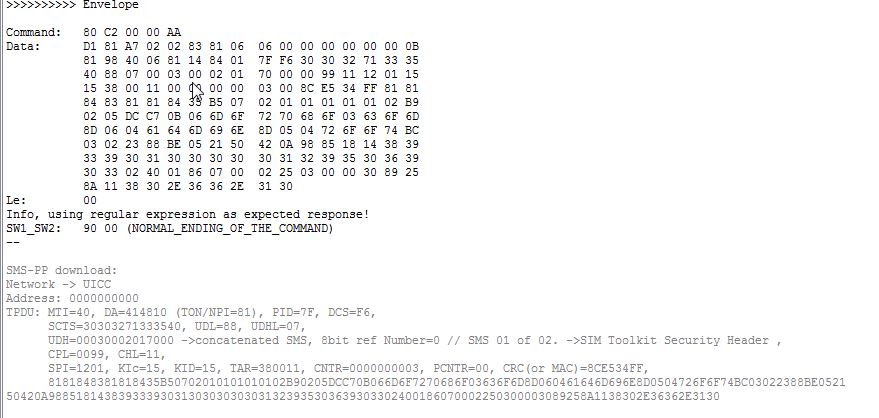 >>>>>>>>>> Envelope
Command: 80 C2 00 00 AA
Data: D1 81 A7 02 02 83 81 06 06 00 00 00 00 00 00 0B
81 98 40 06 81 14 84 01 7F F6 30 30 32 71 33 35
40 88 07 00 03 00 02 01 70 00 00 99 11 12 01 15
15 38 00 11 00 00 00 00 03 00 8C E5 34 FF 81 81
84 83 81 81 84 35 B5 07 02 01 01 01 01 01 02 B9
02 05 DC C7 0B 06 6D 6F 72 70 68 6F 03 63 6F 6D
8D 06 04 61 64 6D 69 6E 8D 05 04 72 6F 6F 74 BC
03 02 23 88 BE 05 21 50 42 0A 98 85 18 14 38 39
33 39 30 31 30 30 30 30 30 31 32 39 35 30 36 39
30 33 02 40 01 86 07 00 02 25 03 00 00 30 89 25
8A 11 38 30 2E 36 36 2E 31 30
Le: 00
Info, using regular expression as expected response!
SW1_SW2: 90 00 (NORMAL_ENDING_OF_THE_COMMAND)
--
SMS-PP download:
Network -> UICC
Address: 0000000000
TPDU: MTI=40, DA=414810 (TON/NPI=81), PID=7F, DCS=F6,
SCTS=30303271333540, UDL=88, UDHL=07,
UDH=00030002017000 ->concatenated SMS, 8bit ref Number=0 // SMS 01 of 02. ->SIM Toolkit Security Header ,
CPL=0099, CHL=11,
SPI=1201, KIc=15, KID=15, TAR=380011, CNTR=0000000003, PCNTR=00, CRC(or MAC)=8CE534FF,
8181848381818435B50702010101010102B90205DCC70B066D6F7270686F03636F6D8D060461646D696E8D0504726F6F74BC03022388BE0521
50420A98851814383933393031303030303031323935303639303302400186070002250300003089258A1138302E36362E3130